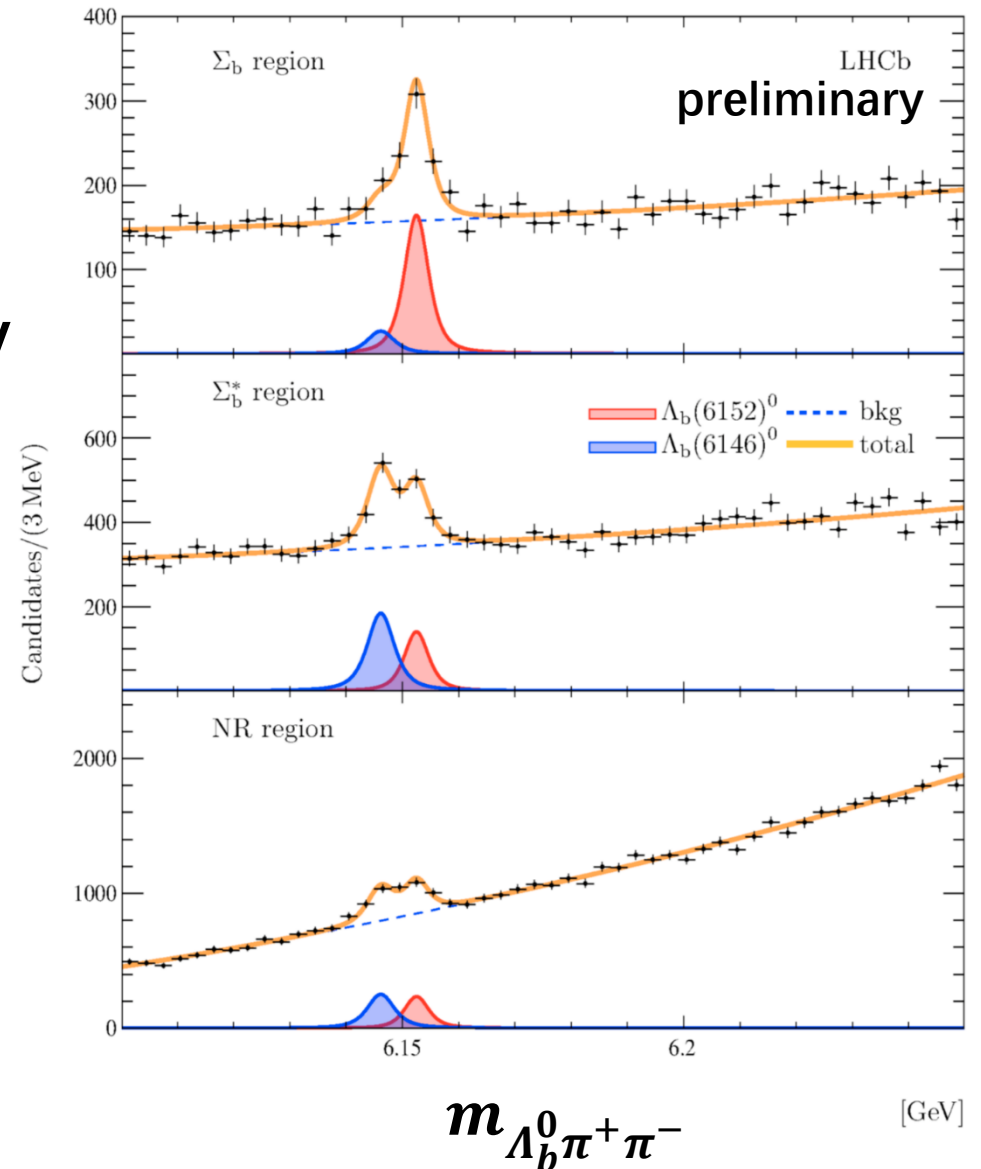 400
Σb region
LHCb
preliminary
300
200
100
y
Σb* region
Λb(6152)⁰ bkg
Λb(6146)⁰ total
600
400
200
Candidates/(3 MeV)
NR region
2000
1000
0
6.15 6.2
[GeV]
mΛb⁰π⁺π⁻